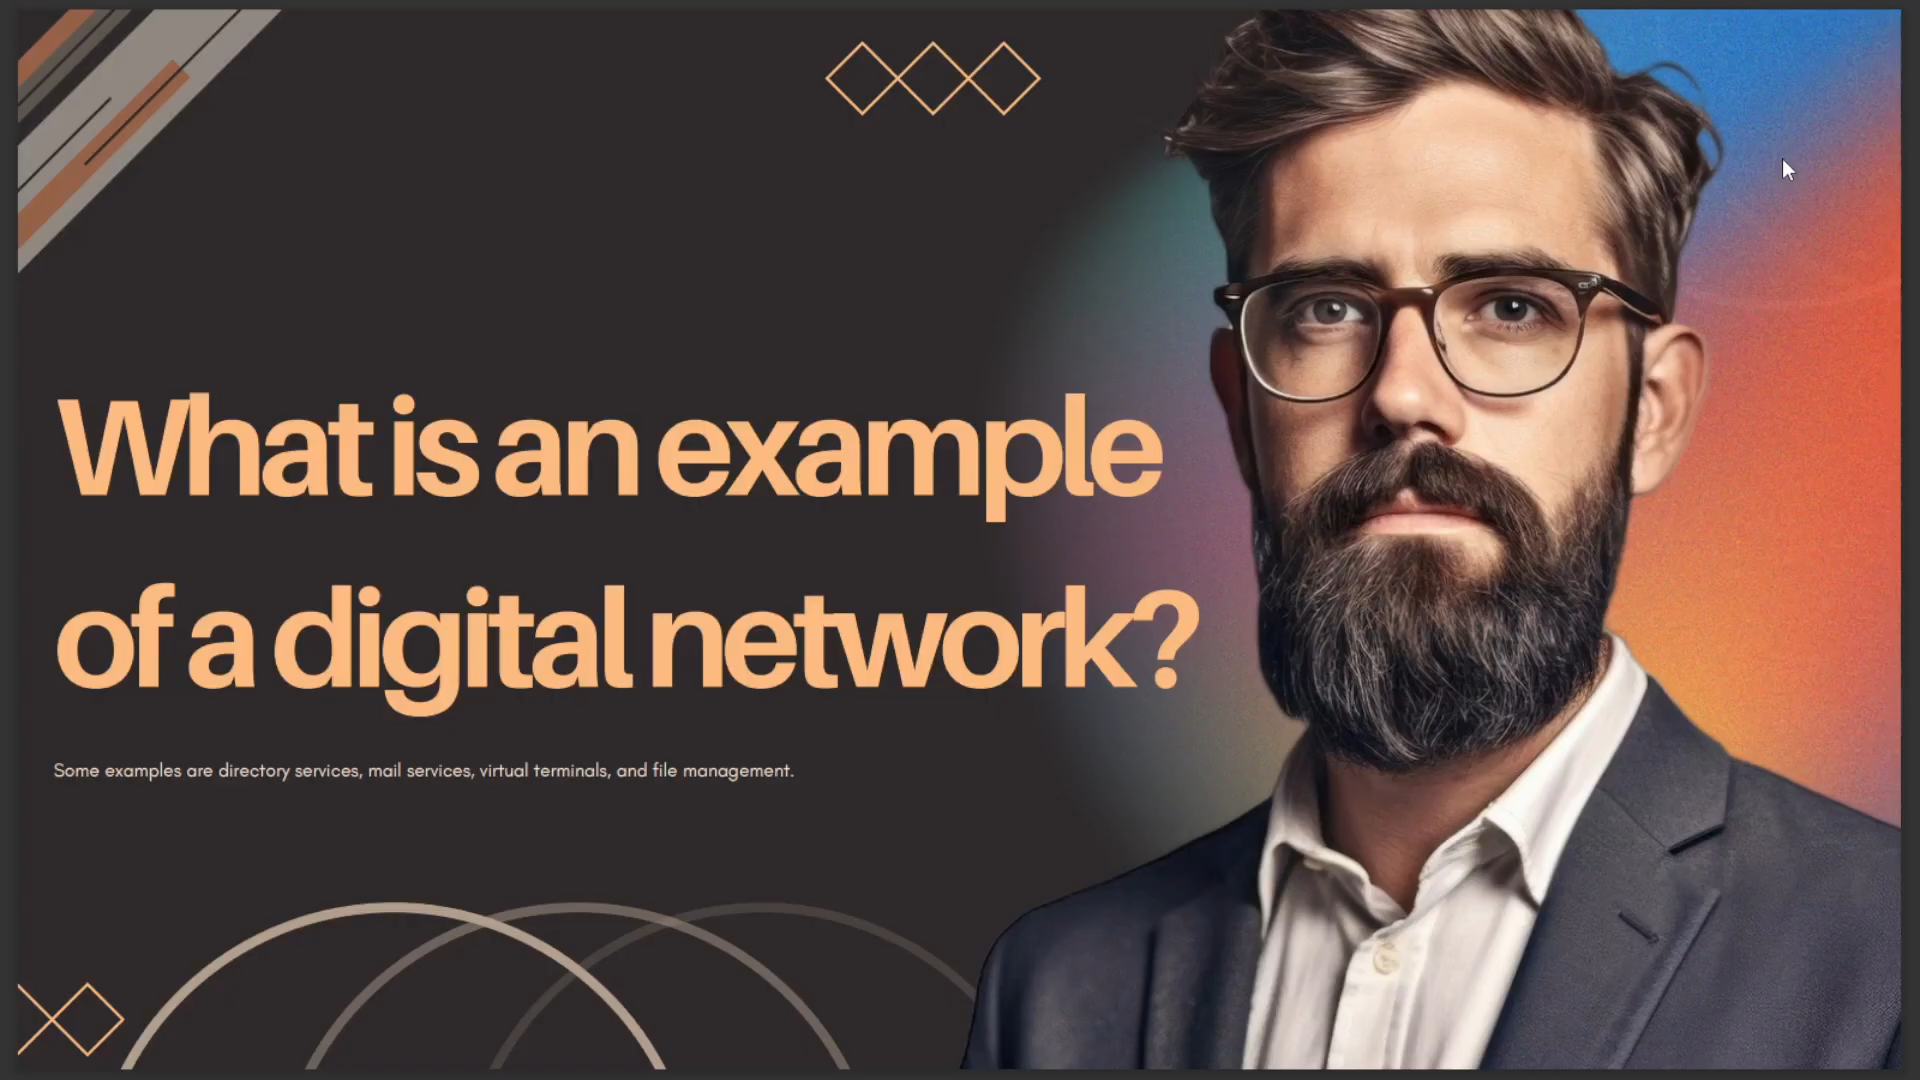 What is an example
of a digital network?
Some examples are directory services, mail services, virtual terminals, and file management.